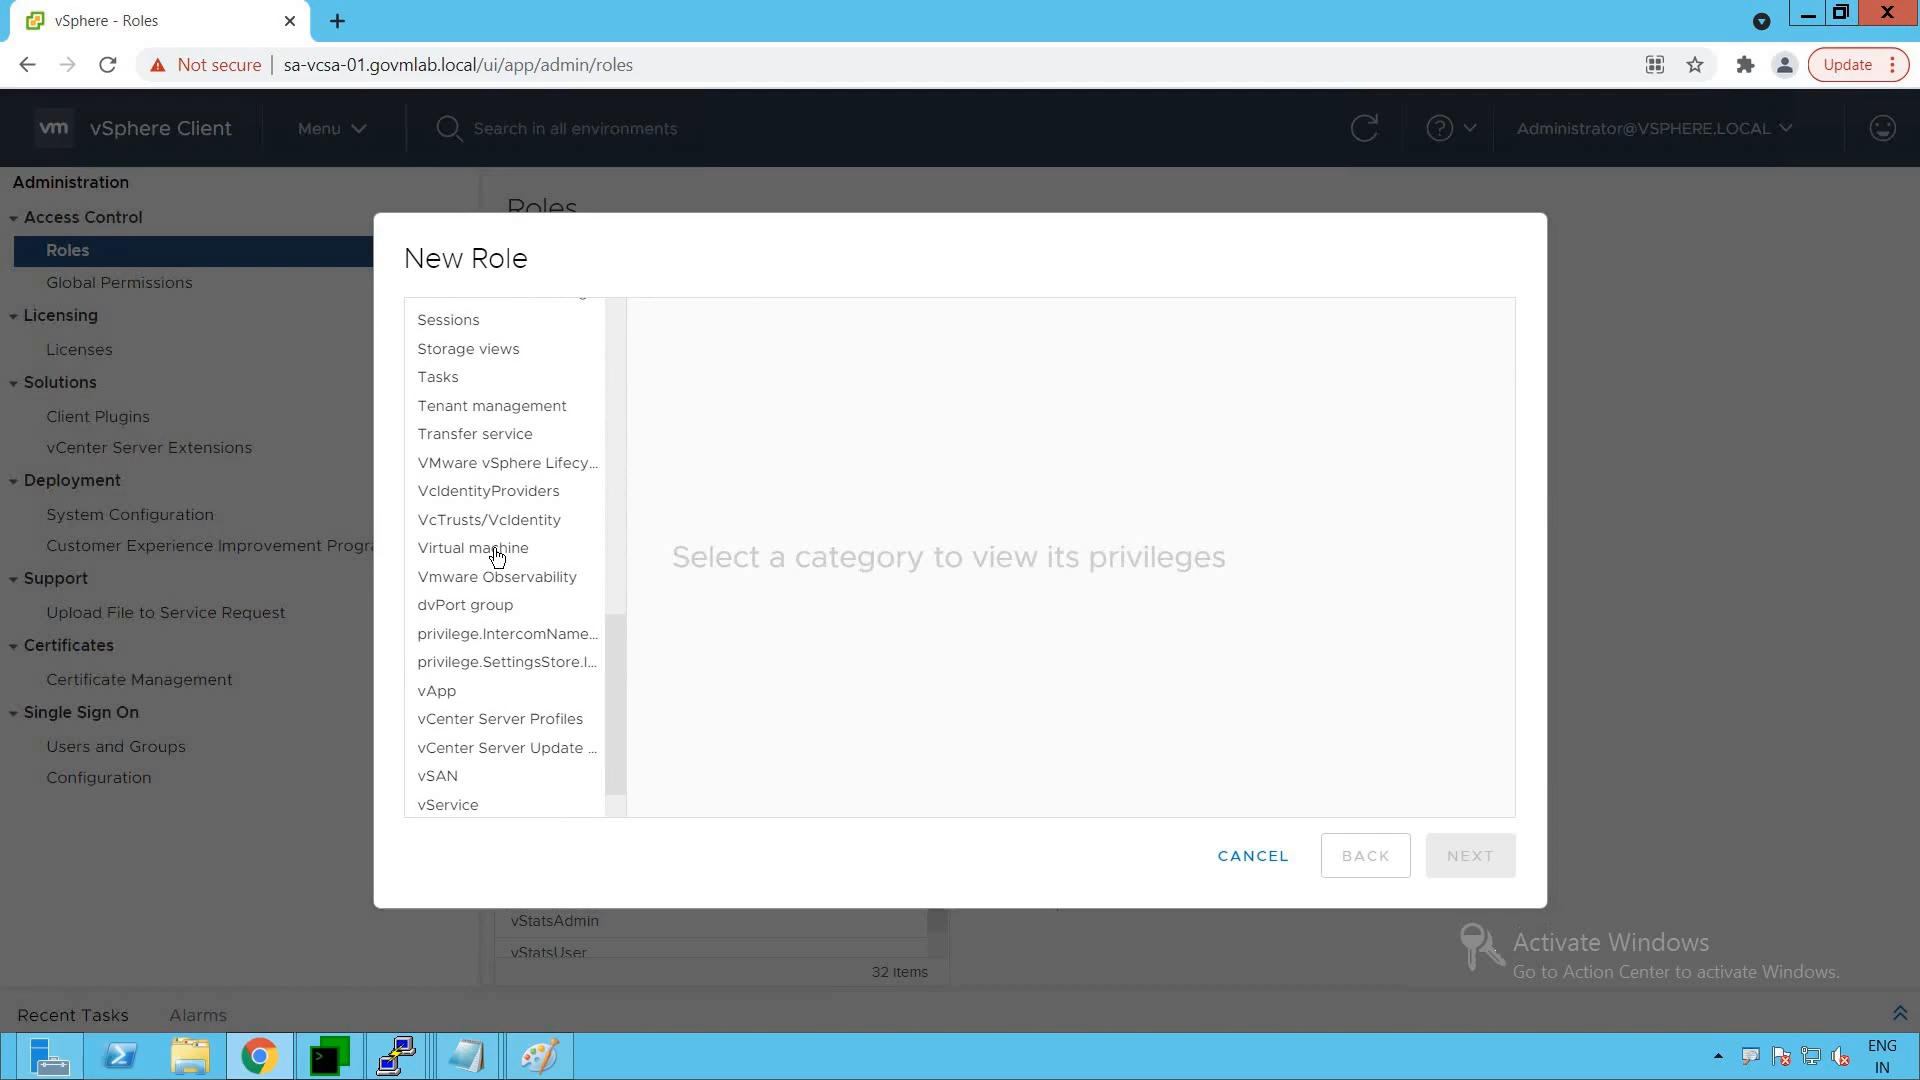 vSphere - Roles
Not secure
sa-vcsa-01.govmlab.local/ui/app/admin/roles
Update
vm
vSphere Client
Menu
Search in all environments
Administrator@VSPHERE.LOCAL
Administration
Access Control
Roles
Global Permissions
Licensing
Licenses
Solutions
Client Plugins
vCenter Server Extensions
Deployment
System Configuration
Customer Experience Improvement Progra
Support
Upload File to Service Request
Certificates
Certificate Management
Single Sign On
Users and Groups
Configuration
Roles
New Role
Sessions
Storage views
Tasks
Tenant management
Transfer service
VMware vSphere Lifecy...
VcIdentityProviders
VcTrusts/VcIdentity
Virtual machine
Vmware Observability
dvPort group
privilege.IntercomName...
privilege.SettingsStore.I...
vApp
vCenter Server Profiles
vCenter Server Update ...
vSAN
vService
Select a category to view its privileges
CANCEL
BACK
NEXT
vStatsAdmin
vStatsUser
32 items
Activate Windows
Go to Action Center to activate Windows.
Recent Tasks
Alarms
ENG
IN